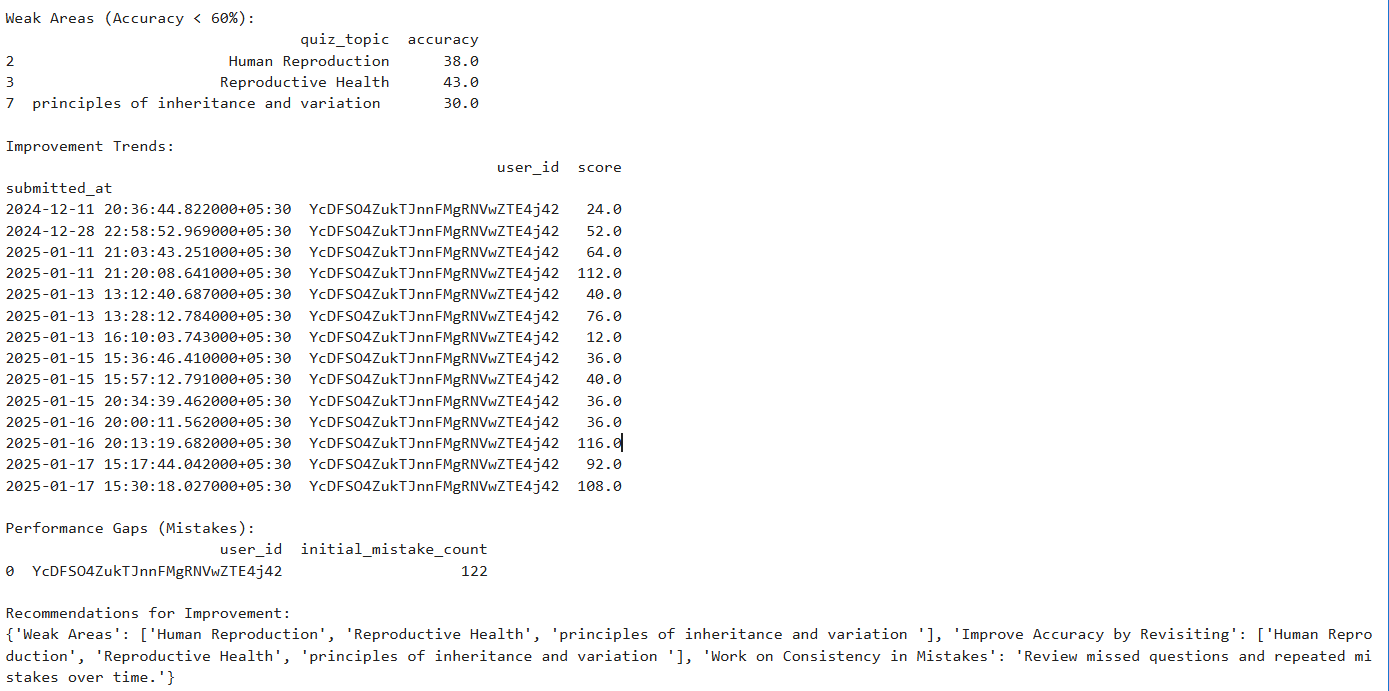 Weak Areas (Accuracy < 60%):
quiz_topic accuracy
2 Human Reproduction 38.0
3 Reproductive Health 43.0
7 principles of inheritance and variation 30.0
Improvement Trends:
user_id score
submitted_at
2024-12-11 20:36:44.822000+05:30 YcDFSO4ZukTJnnFMgRNVwZTE4j42 24.0
2024-12-28 22:58:52.969000+05:30 YcDFSO4ZukTJnnFMgRNVwZTE4j42 52.0
2025-01-11 21:03:43.251000+05:30 YcDFSO4ZukTJnnFMgRNVwZTE4j42 64.0
2025-01-11 21:20:08.641000+05:30 YcDFSO4ZukTJnnFMgRNVwZTE4j42 112.0
2025-01-13 13:12:40.687000+05:30 YcDFSO4ZukTJnnFMgRNVwZTE4j42 40.0
2025-01-13 13:28:12.784000+05:30 YcDFSO4ZukTJnnFMgRNVwZTE4j42 76.0
2025-01-13 16:10:03.743000+05:30 YcDFSO4ZukTJnnFMgRNVwZTE4j42 12.0
2025-01-15 15:36:46.410000+05:30 YcDFSO4ZukTJnnFMgRNVwZTE4j42 36.0
2025-01-15 15:57:12.791000+05:30 YcDFSO4ZukTJnnFMgRNVwZTE4j42 40.0
2025-01-15 20:34:39.462000+05:30 YcDFSO4ZukTJnnFMgRNVwZTE4j42 36.0
2025-01-16 20:00:11.562000+05:30 YcDFSO4ZukTJnnFMgRNVwZTE4j42 36.0
2025-01-16 20:13:19.682000+05:30 YcDFSO4ZukTJnnFMgRNVwZTE4j42 116.0
2025-01-17 15:17:44.042000+05:30 YcDFSO4ZukTJnnFMgRNVwZTE4j42 92.0
2025-01-17 15:30:18.027000+05:30 YcDFSO4ZukTJnnFMgRNVwZTE4j42 108.0
Performance Gaps (Mistakes):
user_id initial_mistake_count
0 YcDFSO4ZukTJnnFMgRNVwZTE4j42 122
Recommendations for Improvement:
{'Weak Areas': ['Human Reproduction', 'Reproductive Health', 'principles of inheritance and variation '], 'Improve Accuracy by Revisiting': ['Human Repro
duction', 'Reproductive Health', 'principles of inheritance and variation '], 'Work on Consistency in Mistakes': 'Review missed questions and repeated mi
stakes over time.'}